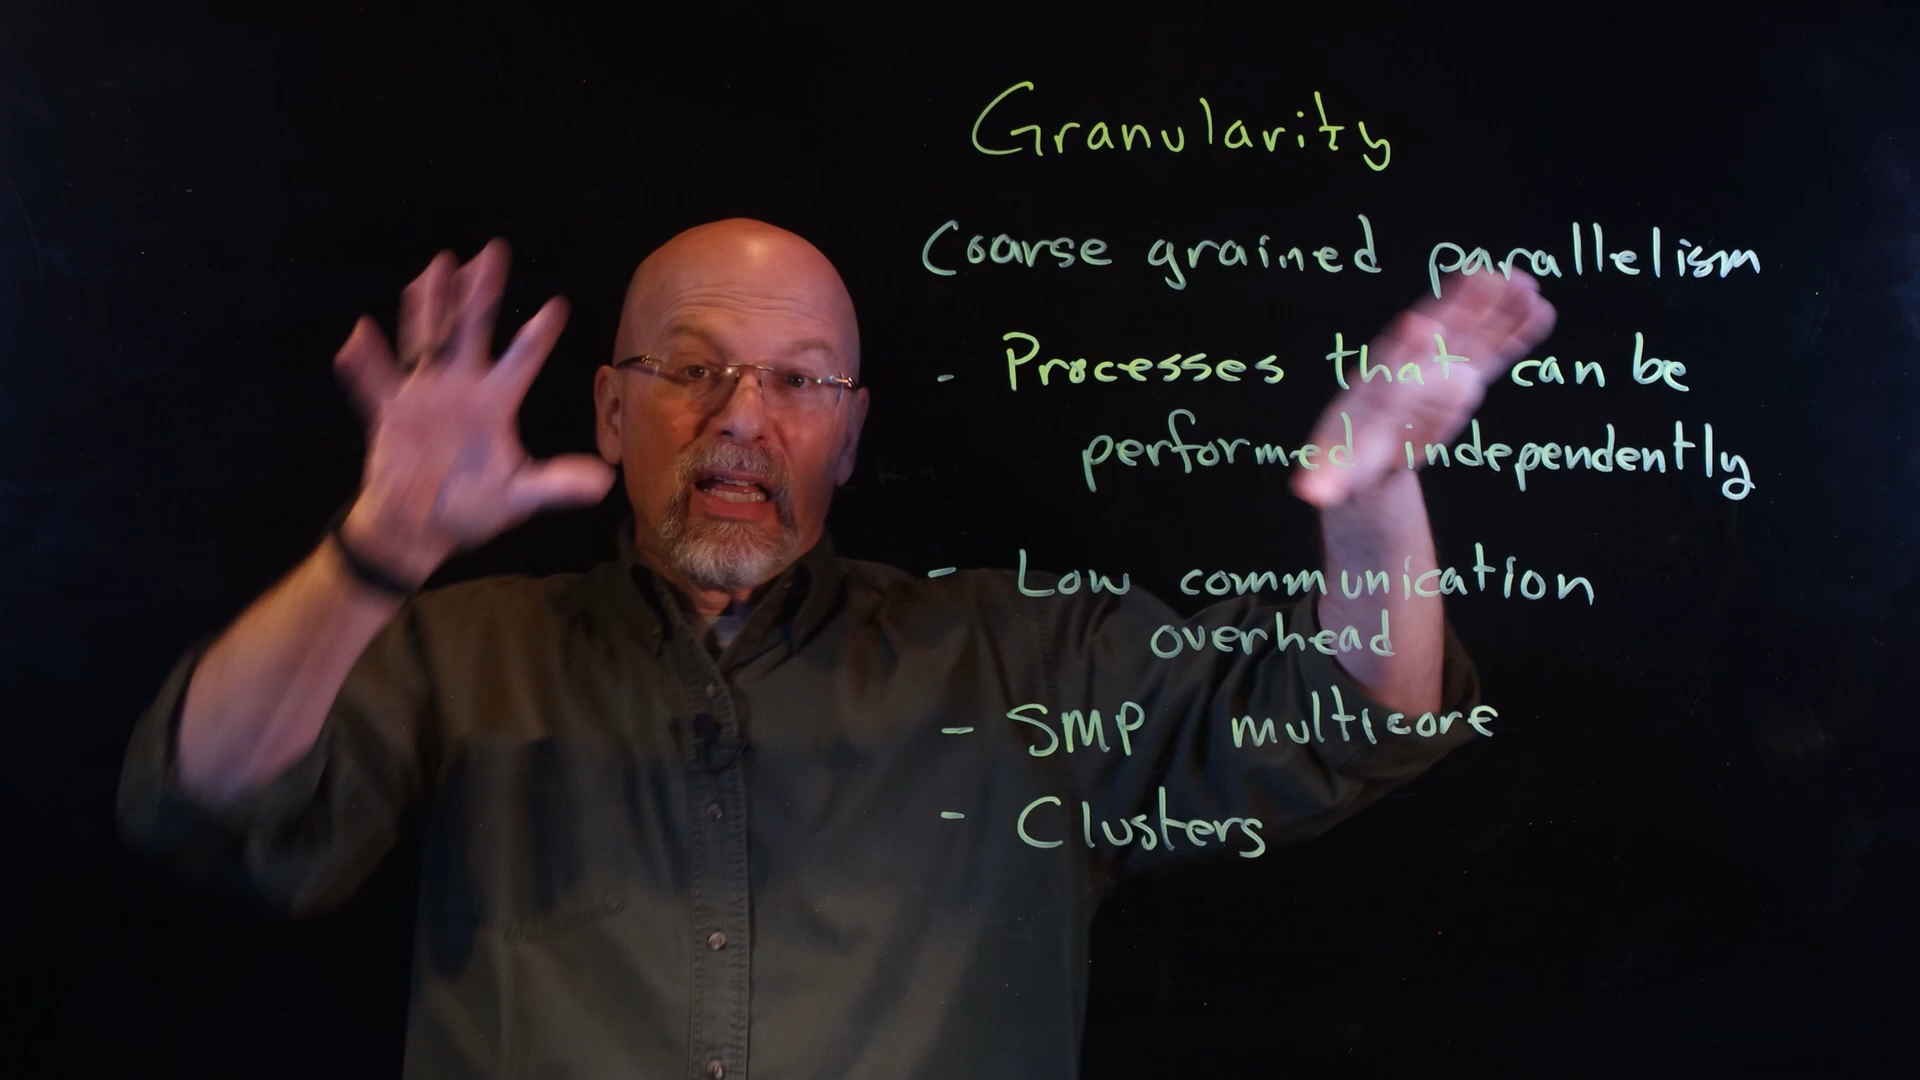 Granularity
Coarse grained parallelism
- Processes that can be
performed independently
- Low communication
overhead
- SMP multicore
- Clusters